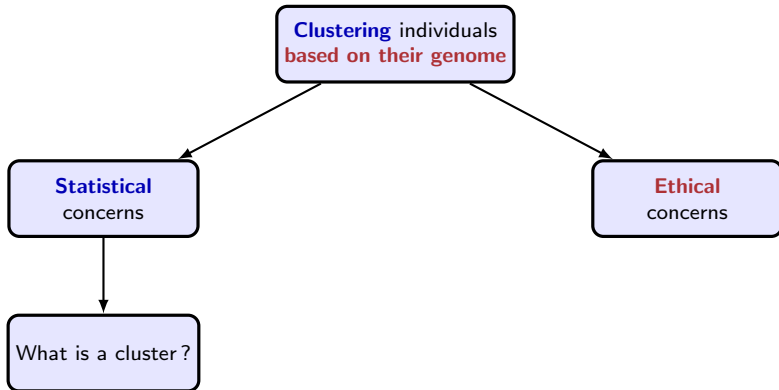 Clustering individuals
based on their genome
Statistical
concerns
Ethical
concerns
What is a cluster ?